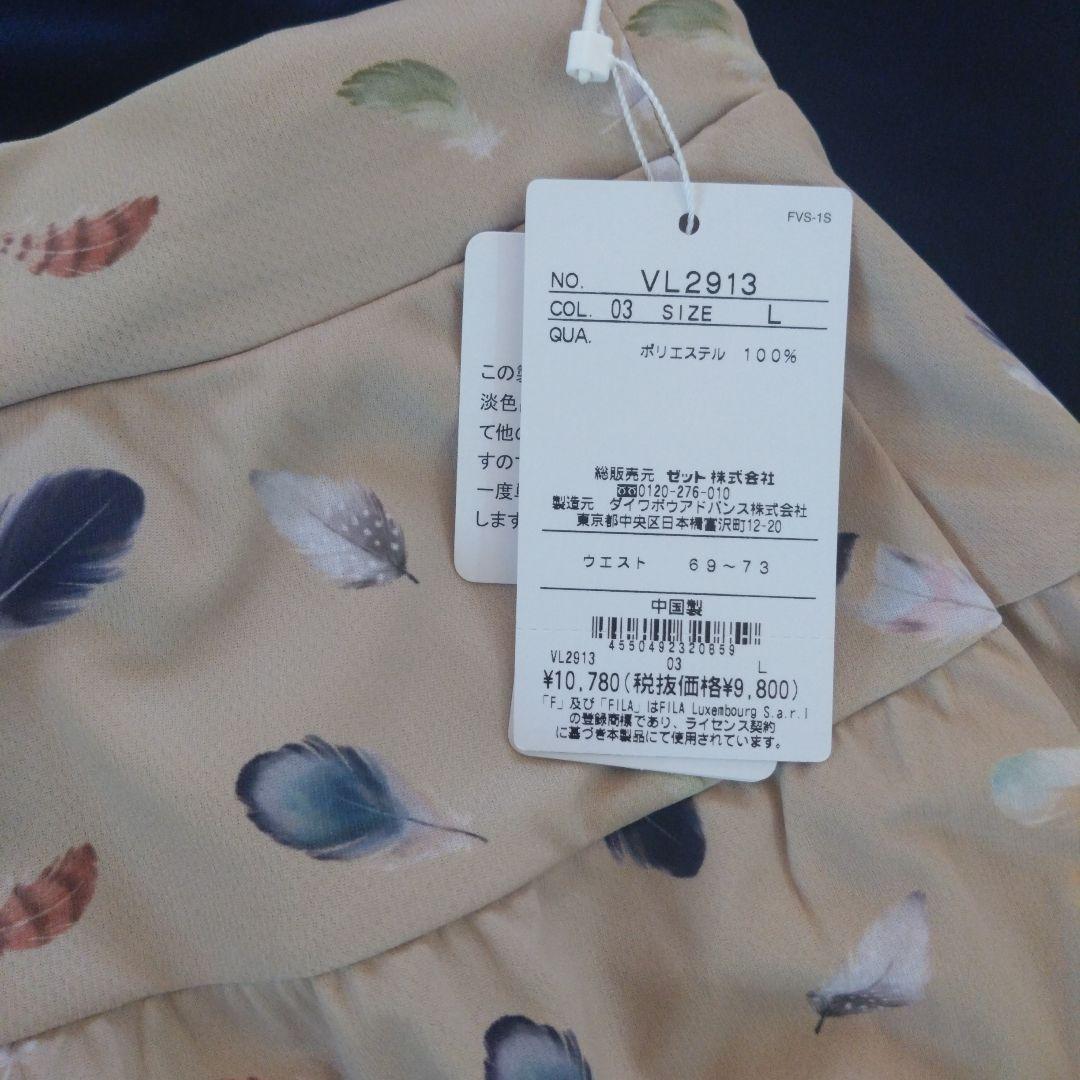 FVS-1S
NO. VL2913
COL. 03 SIZE L
QUA.
ポリエステル 100%
総販売元 ゼット株式会社
0120-276-010
製造元 ダイワボウアドバンス株式会社
東京都中央区日本橋富沢町12-20
ウエスト 69~73
中国製
4550492320859
VL2913 03 L
¥10,780(税抜価格¥9,800)
「F」及び「FILA」はFILA Luxembourg S.a.r.l
の登録商標であり、ライセンス契約
に基づき本製品にて使用されています。
この
淡色
て他
すので
一度
します